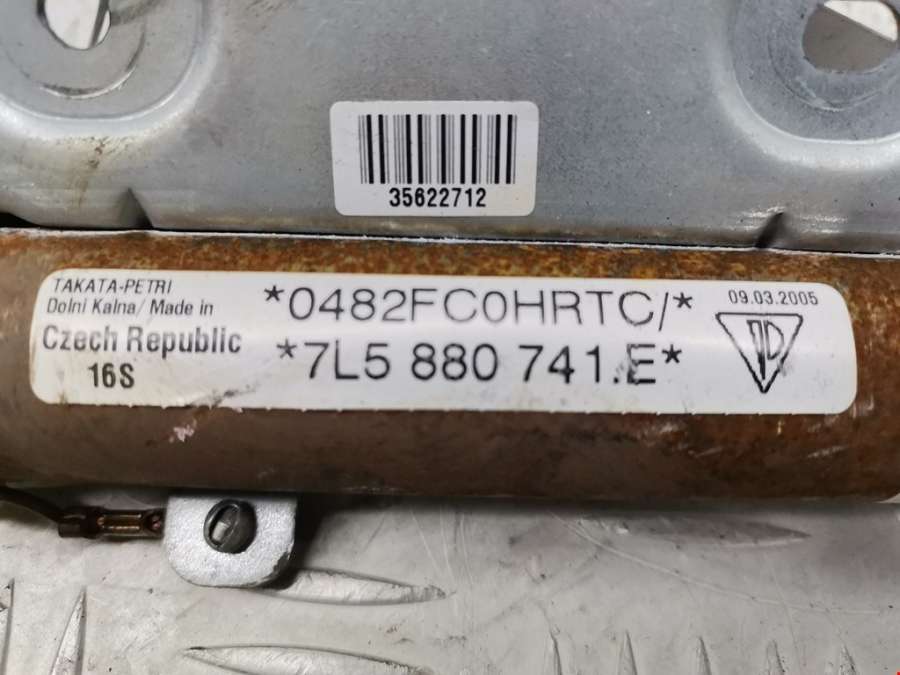 35622712
TAKATA-PETRI
Dolni Kalna/ Made in
Czech Republic
16S
*0482FC0HRTC/*
*7L5 880 741.E*
09.03.2005